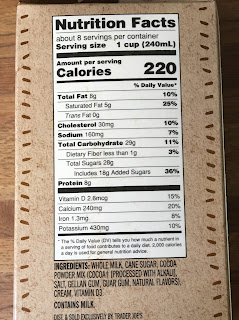 Nutrition Facts
about 8 servings per container
Serving size 1 cup (240mL)
Amount per serving
Calories 220
% Daily Value*
Total Fat 8g 10%
Saturated Fat 5g 25%
Trans Fat 0g
Cholesterol 30mg 10%
Sodium 160mg 7%
Total Carbohydrate 29g 11%
Dietary Fiber less than 1g 3%
Total Sugars 28g
Includes 18g Added Sugars 36%
Protein 8g
Vitamin D 2.6mcg 15%
Calcium 240mg 20%
Iron 1.3mg 8%
Potassium 430mg 10%
* The % Daily Value (DV) tells you how much a nutrient in
a serving of food contributes to a daily diet. 2,000 calories
a day is used for general nutrition advice.
INGREDIENTS: WHOLE MILK, CANE SUGAR, COCOA
POWDER MIX (COCOA† [PROCESSED WITH ALKALI],
SALT, GELLAN GUM, GUAR GUM, NATURAL FLAVORS),
CREAM, VITAMIN D3.
CONTAINS MILK.
DIST. & SOLD EXCLUSIVELY BY: TRADER JOE'S